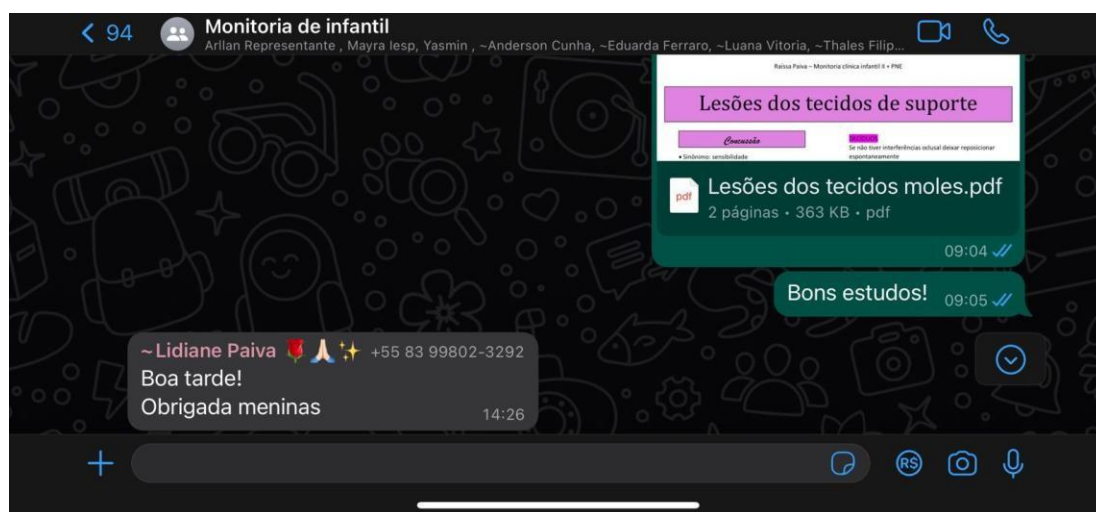 94
Monitoria de infantil
Arllan Representante , Mayra Iesp, Yasmin , ~Anderson Cunha, ~Eduarda Ferraro, ~Luana Vitoria, ~Thales Filip...
Raissa Paiva – Monitoria clínica infantil II + PNE
Lesões dos tecidos de suporte
Concussão
• Sinônimo: sensibilidade
DECÍDUOS
Se não tiver interferências oclusal deixar reposicionar
espontaneamente
pdf
Lesões dos tecidos moles.pdf
2 páginas • 363 KB • pdf
09:04
Bons estudos! 09:05
~Lidiane Paiva 🌹🙏🏻✨ +55 83 99802-3292
Boa tarde!
Obrigada meninas
14:26
R$